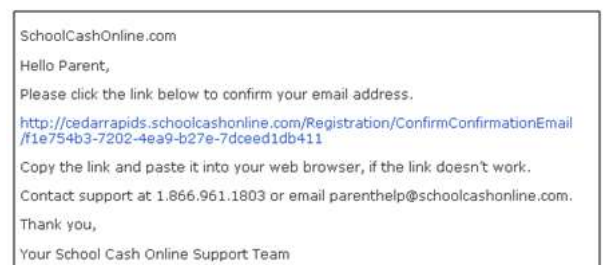 SchoolCashOnline.com
Hello Parent,
Please click the link below to confirm your email address.
http://cedarrapids.schoolcashonline.com/Registration/ConfirmConfirmationEmail
/f1e754b3-7202-4ea9-b27e-7dceed1db411
Copy the link and paste it into your web browser, if the link doesn't work.
Contact support at 1.866.961.1803 or email parenthelp@schoolcashonline.com.
Thank you,
Your School Cash Online Support Team